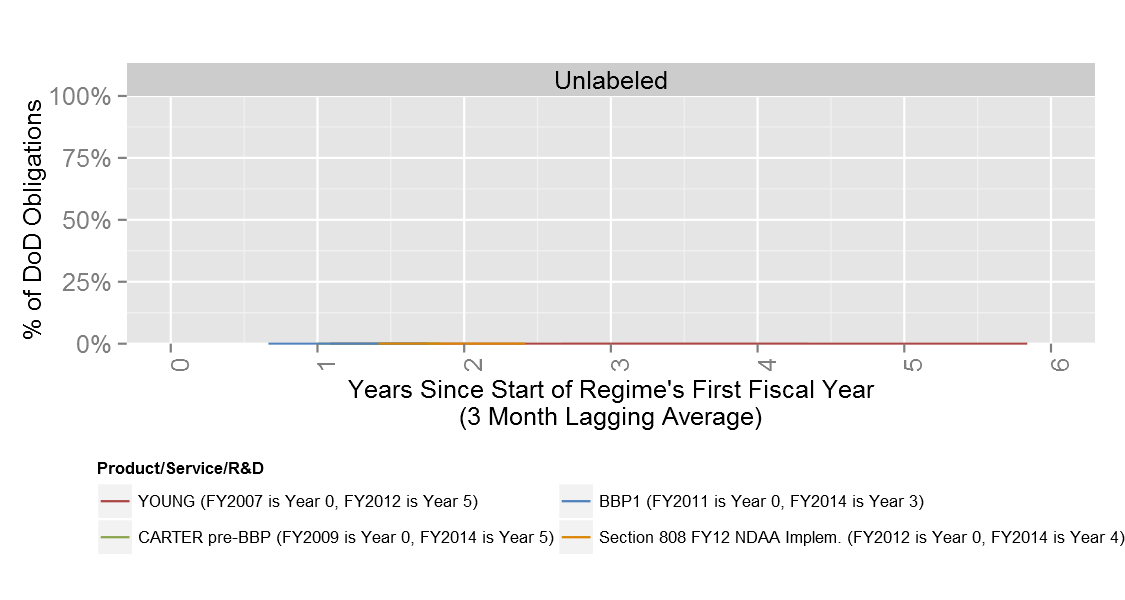 Unlabeled
% of DoD Obligations
100%
75%
50%
25%
0%
0 1 2 3 4 5 6
Years Since Start of Regime's First Fiscal Year
(3 Month Lagging Average)
Product/Service/R&D
YOUNG (FY2007 is Year 0, FY2012 is Year 5)
BBP1 (FY2011 is Year 0, FY2014 is Year 3)
CARTER pre-BBP (FY2009 is Year 0, FY2014 is Year 5)
Section 808 FY12 NDAA Implem. (FY2012 is Year 0, FY2014 is Year 4)